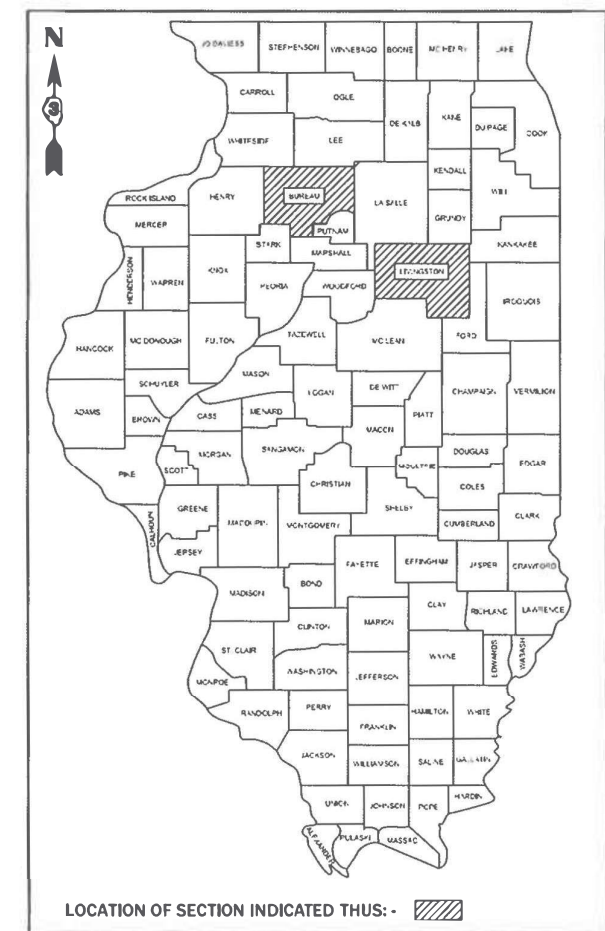 N
3
JO DAVIESS
STEPHENSON
WINNEBAGO
BOONE
MC HENRY
LAKE
CARROLL
OGLE
DE KALB
KANE
DU PAGE
COOK
WHITESIDE
LEE
KENDALL
WILL
ROCK ISLAND
HENRY
BUREAU
LA SALLE
GRUNDY
MERCER
PUTNAM
KANKAKEE
STARK
MARSHALL
HENDERSON
WARREN
KNOX
PEORIA
WOODFORD
LIVINGSTON
IROQUOIS
HANCOCK
MC DONOUGH
FULTON
TAZEWELL
MCLEAN
FORD
SCHUYLER
MASON
LOGAN
DE WITT
CHAMPAIGN
VERMILION
ADAMS
BROWN
CASS
MENARD
PIATT
MACON
PIKE
SCOTT
MORGAN
SANGAMON
MOULTRIE
DOUGLAS
EDGAR
CHRISTIAN
COLES
CALHOUN
GREENE
MACOUPIN
MONTGOMERY
SHELBY
CUMBERLAND
CLARK
JERSEY
FAYETTE
EFFINGHAM
JASPER
CRAWFORD
MADISON
BOND
CLAY
RICHLAND
LAWRENCE
CLINTON
MARION
ST. CLAIR
WAYNE
EDWARDS
WABASH
WASHINGTON
JEFFERSON
MONROE
RANDOLPH
PERRY
HAMILTON
WHITE
FRANKLIN
JACKSON
WILLIAMSON
SALINE
GALLATIN
UNION
JOHNSON
POPE
HARDIN
ALEXANDER
PULASKI
MASSAC
LOCATION OF SECTION INDICATED THUS: -